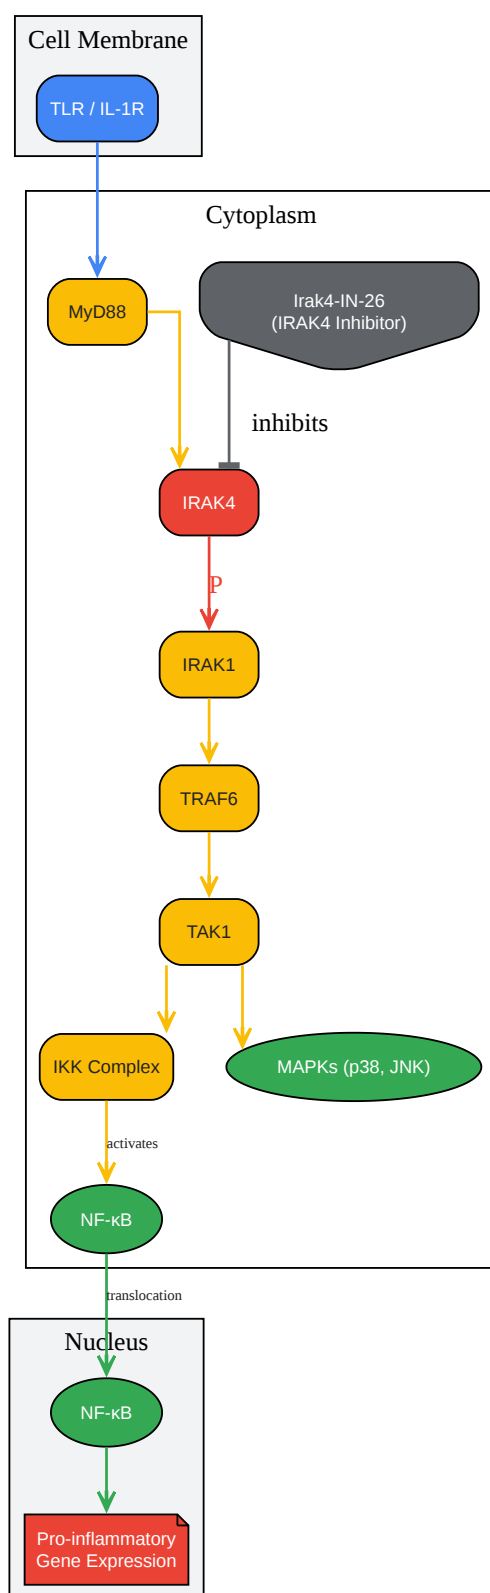 Cell Membrane
TLR / IL-1R
Cytoplasm
MyD88
Irak4-IN-26
(IRAK4 Inhibitor)
inhibits
IRAK4
P
IRAK1
TRAF6
TAK1
IKK Complex
MAPKs (p38, JNK)
activates
NF-κB
translocation
Nucleus
NF-κB
Pro-inflammatory
Gene Expression